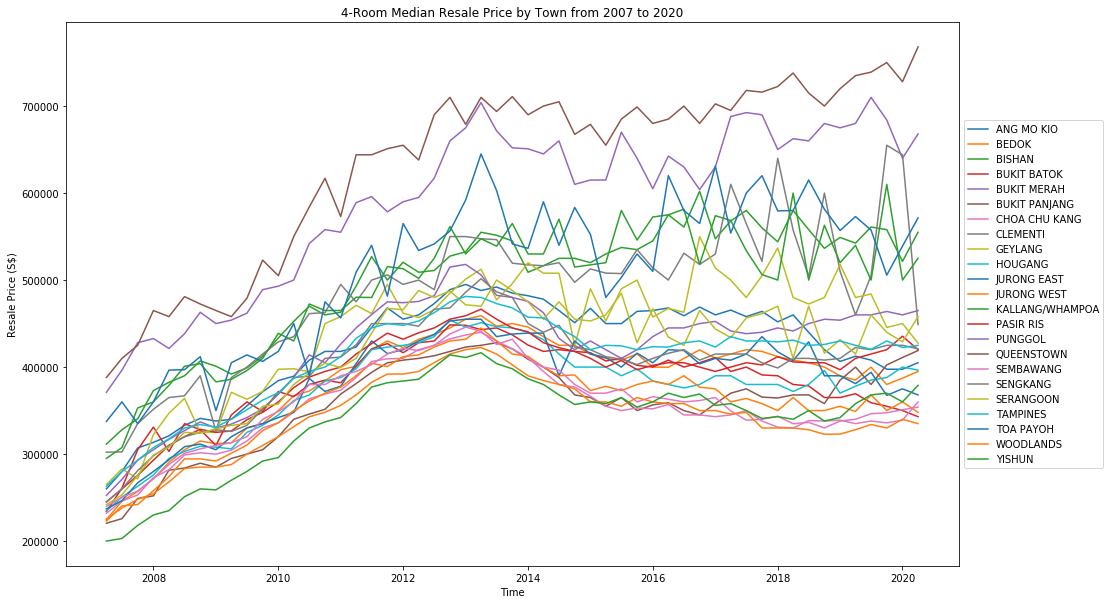 4-Room Median Resale Price by Town from 2007 to 2020
Resale Price (S$)
700000
600000
500000
400000
300000
200000
2008
2010
2012
2014
2016
2018
2020
Time
ANG MO KIO
BEDOK
BISHAN
BUKIT BATOK
BUKIT MERAH
BUKIT PANJANG
CHOA CHU KANG
CLEMENTI
GEYLANG
HOUGANG
JURONG EAST
JURONG WEST
KALLANG/WHAMPOA
PASIR RIS
PUNGGOL
QUEENSTOWN
SEMBAWANG
SENGKANG
SERANGOON
TAMPINES
TOA PAYOH
WOODLANDS
YISHUN